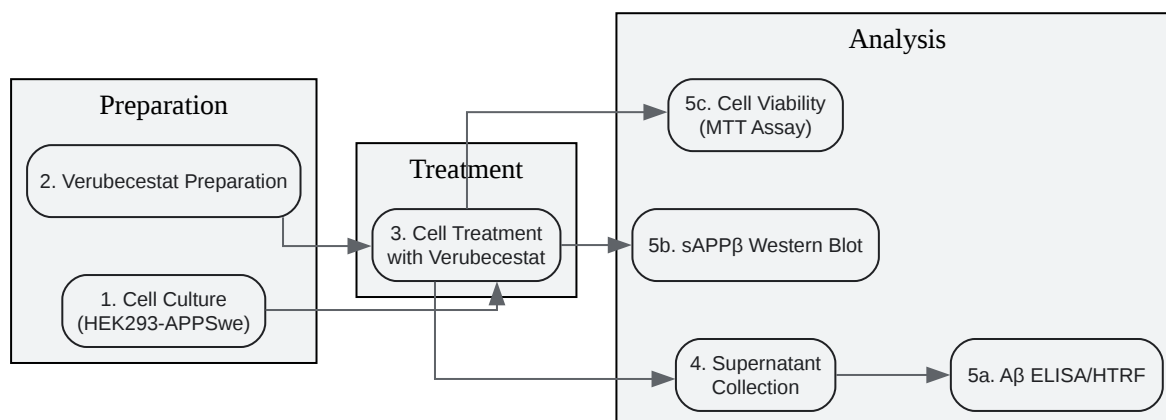 Preparation
2. Verubecestat Preparation
1. Cell Culture
(HEK293-APPSwe)
Treatment
3. Cell Treatment
with Verubecestat
Analysis
5c. Cell Viability
(MTT Assay)
5b. sAPPβ Western Blot
4. Supernatant
Collection
5a. Aβ ELISA/HTRF